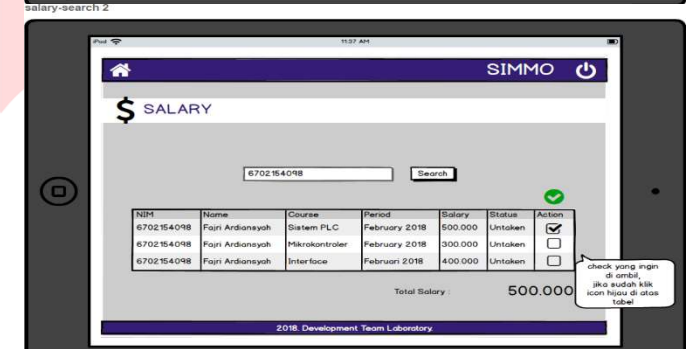 salary-search 2
iPad 11:37 AM
SIMMO
$ SALARY
6702154098 Search
NIM Name Course Period Salary Status Action
6702154098 Fajri Ardiansyah Sistem PLC February 2018 500.000 Untaken
6702154098 Fajri Ardiansyah Mikrokontroler February 2018 300.000 Untaken
6702154098 Fajri Ardiansyah Interface Februari 2018 400.000 Untaken
Total Salary : 500.000
check yang ingin
di ambil,
jika sudah klik
icon hijau di atas
tabel
2018. Development Team Laboratory.